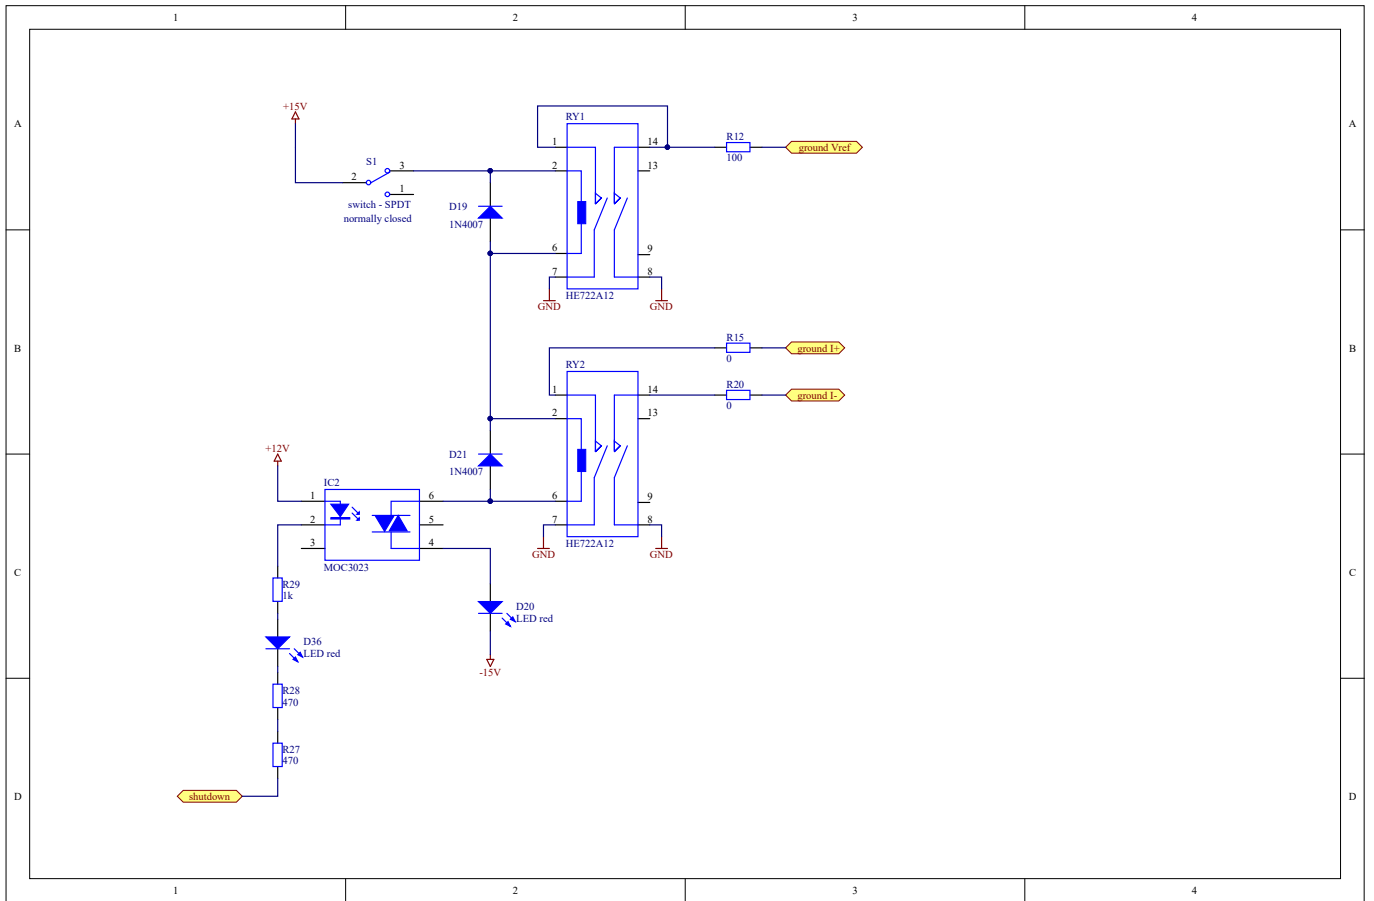 1 2 3 4
A A
+15V
RY1
1 14 R12 ground Vref
100
S1 3 2 13
2
1
switch - SPDT
normally closed
D19
1N4007
6 9
7 8
HE722A12
GND GND
R15 ground I+
0
B B
RY2
1 14 R20 ground I-
0
2 13
+12V
D21
1N4007
IC2
1 6 6 9
2 5 7 8
3 4
HE722A12
GND GND
MOC3023
C C
R29
1k
D20
LED red
D36
LED red
-15V
R28
470
R27
470
shutdown
D D
1 2 3 4